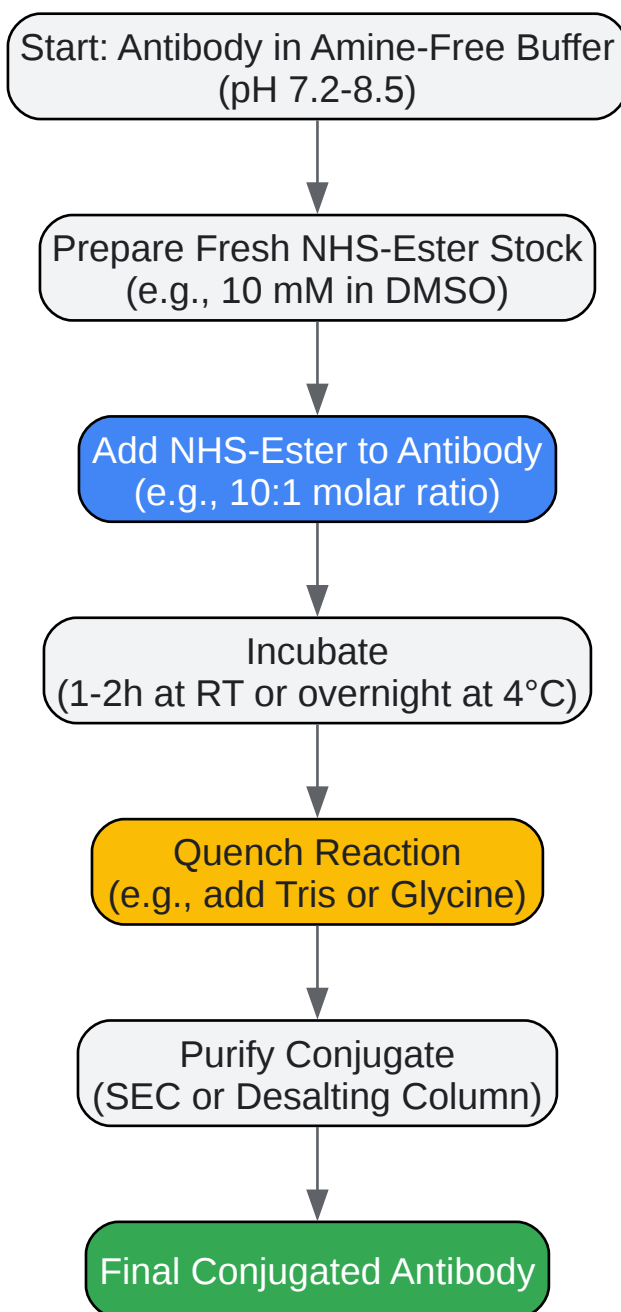 Start: Antibody in Amine-Free Buffer
(pH 7.2-8.5)
Prepare Fresh NHS-Ester Stock
(e.g., 10 mM in DMSO)
Add NHS-Ester to Antibody
(e.g., 10:1 molar ratio)
Incubate
(1-2h at RT or overnight at 4°C)
Quench Reaction
(e.g., add Tris or Glycine)
Purify Conjugate
(SEC or Desalting Column)
Final Conjugated Antibody